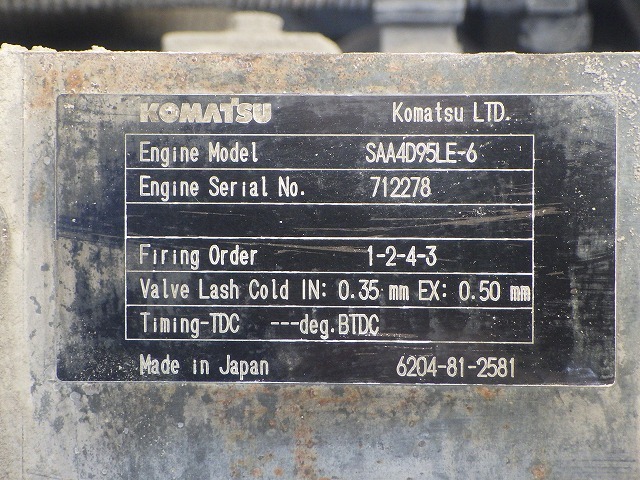 KOMATSU Komatsu LTD.
Engine Model SAA4D95LE-6
Engine Serial No. 712278
Firing Order 1-2-4-3
Valve Lash Cold IN: 0.35 mm EX: 0.50 mm
Timing-TDC ---deg.BTDC
Made in Japan 6204-81-2581